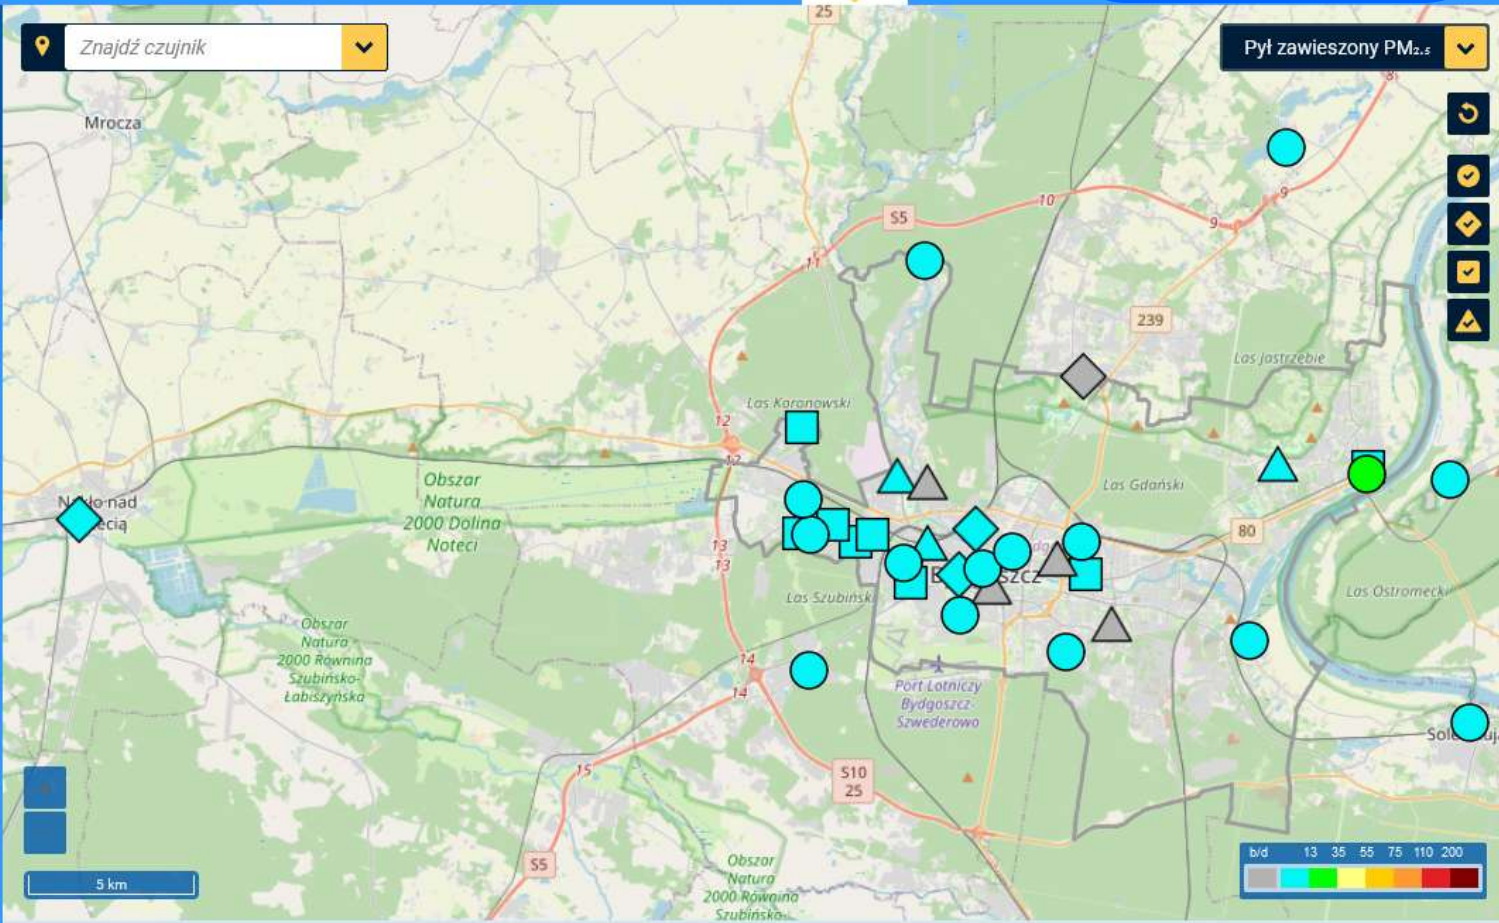 25
Znajdź czujnik
Pył zawieszony PM₂.₅
8
Mrocza
9
10
S5
9
11
239
Las Jastrzębie
Las Koronowski
12
12
Obszar
Natura
2000 Dolina
Noteci
Las Gdański
Nakło nad
80
13
13
Las Szubiński
Las Ostromecki
Obszar
Natura
2000 Równina
Szubińsko-
Łabiszyńska
14
14
Port Lotniczy
Bydgoszcz-
Szwederowo
15
S10
25
S5
Obszar
Natura
2000 Równina
Szubińsko-
5 km
b/d 13 35 55 75 110 200